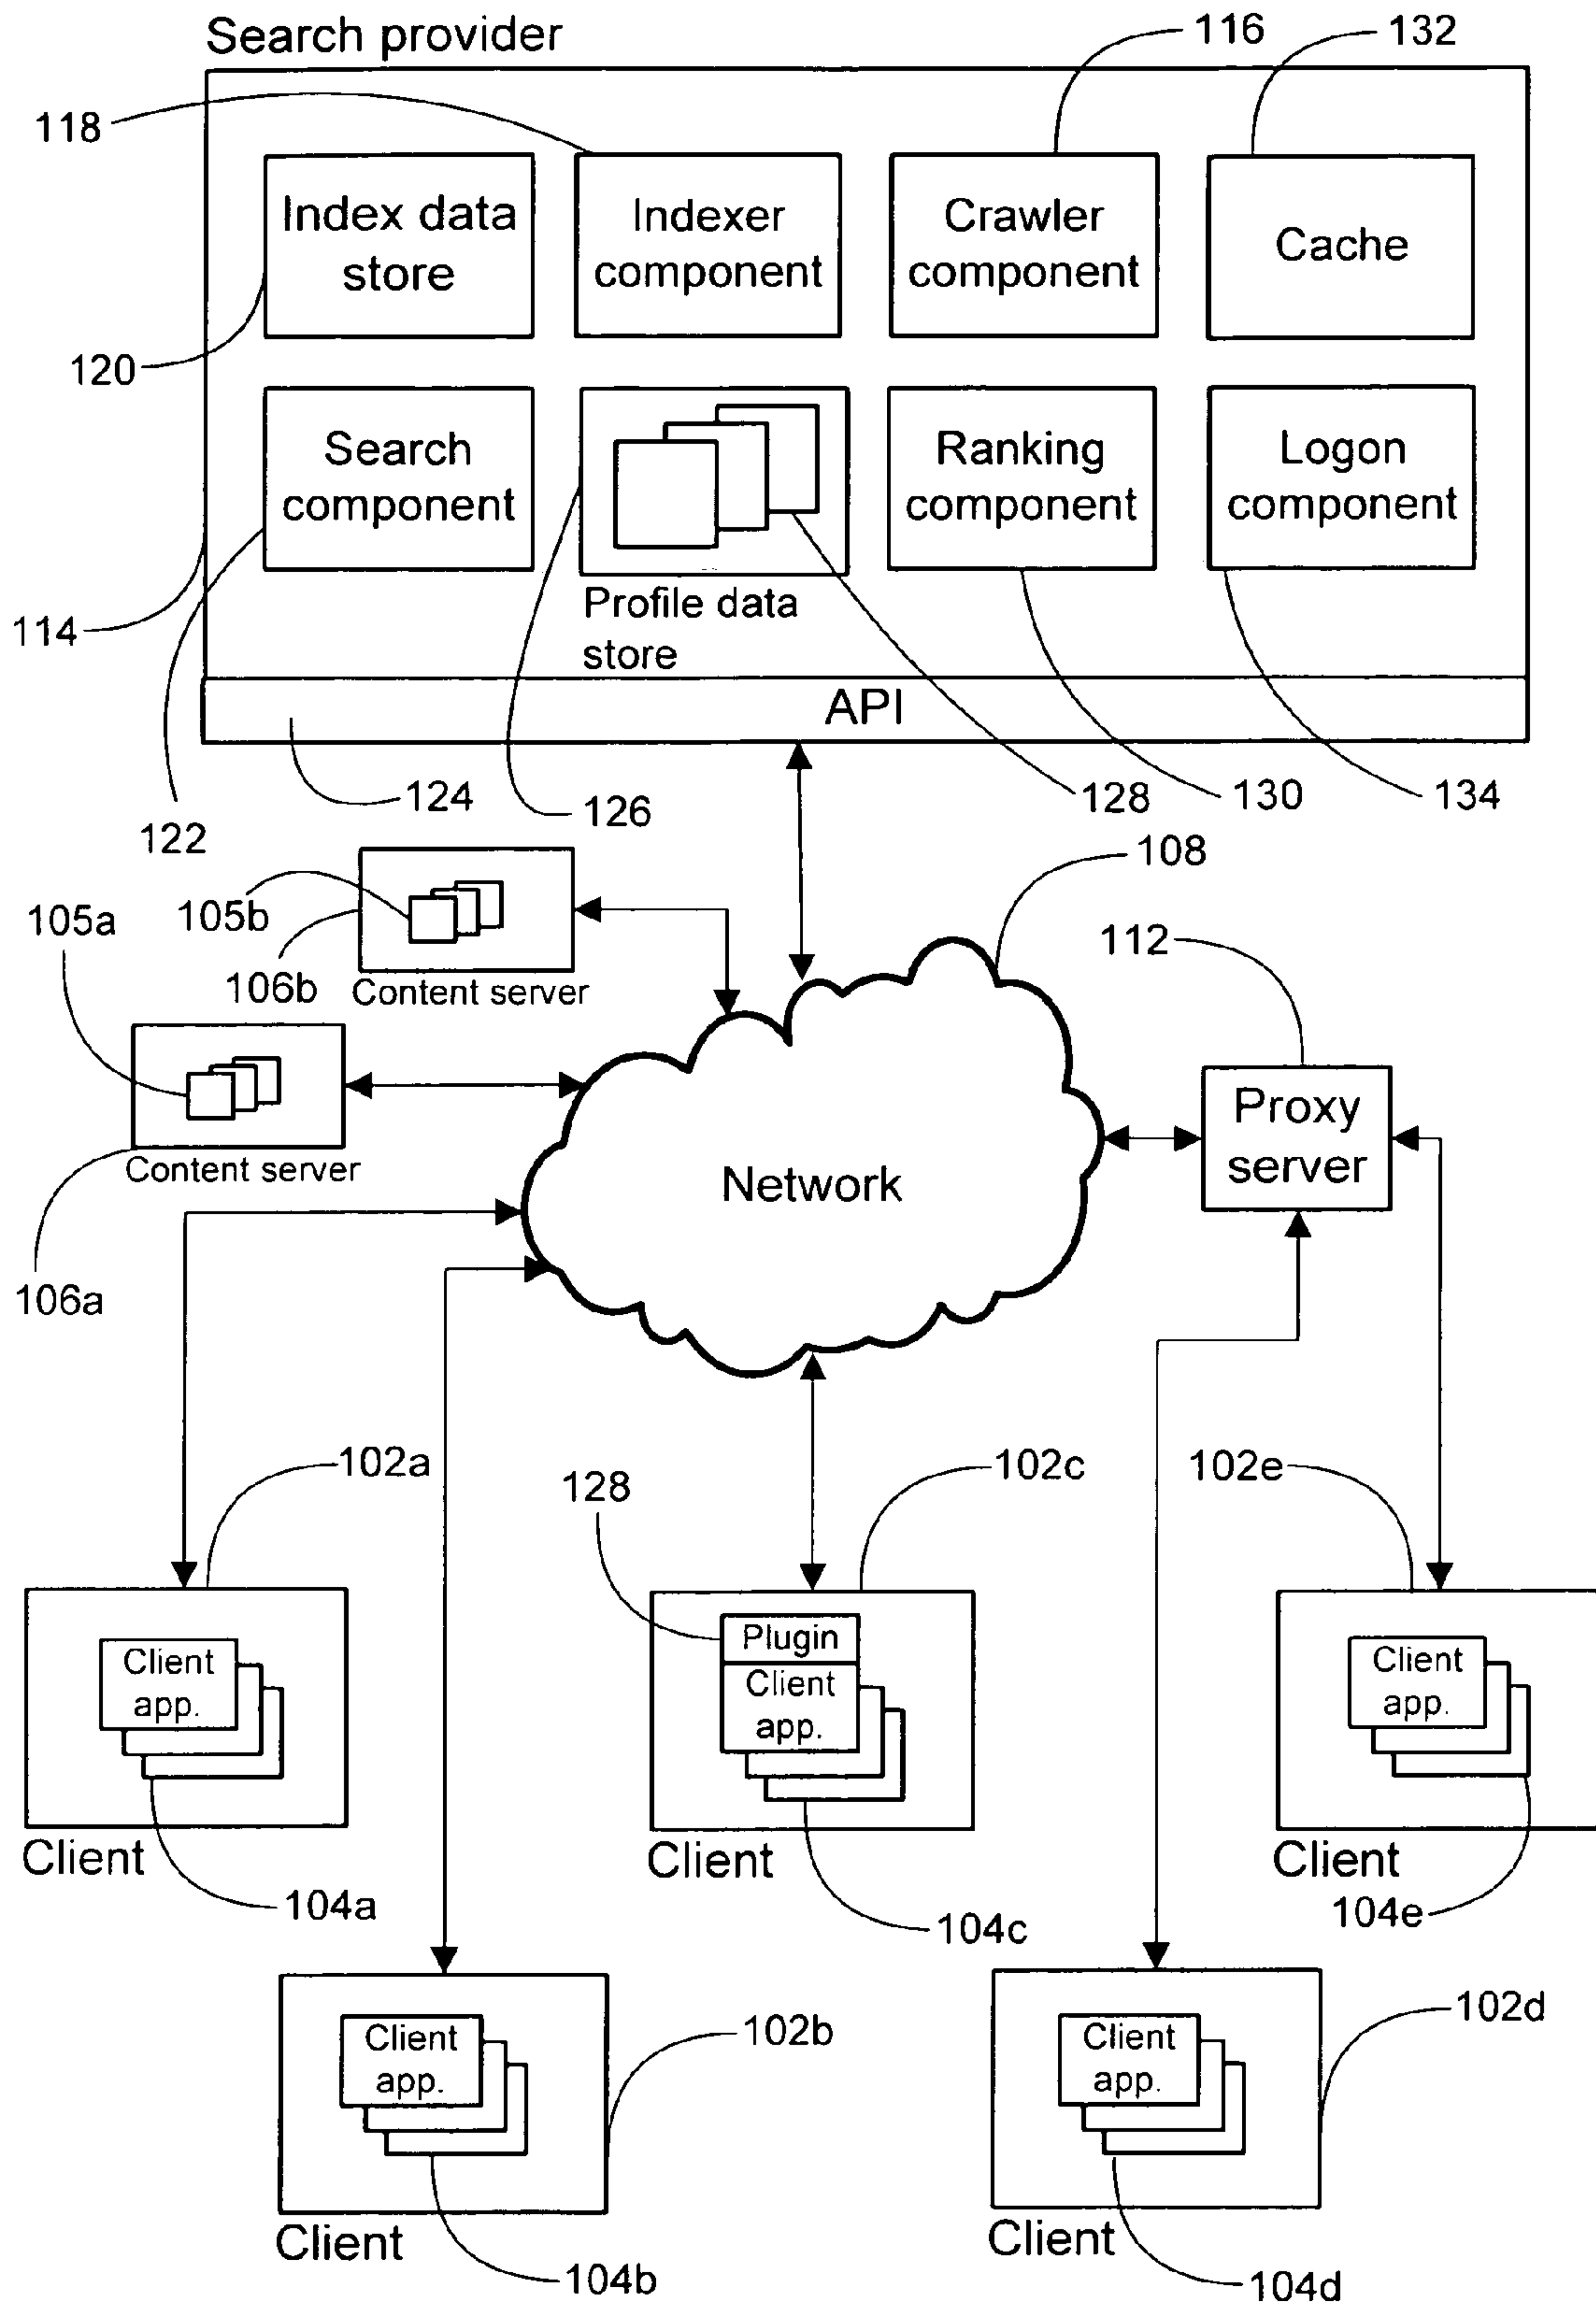 Search provider
116
132
118
Index data
store
Indexer
component
Crawler
component
Cache
120
Search
component
Ranking
component
Logon
component
Profile data
store
114
API
124
126
128
130
134
122
108
105a
105b
112
106b
Content server
Proxy
server
Content server
Network
106a
102a
128
102c
102e
Client
app.
Plugin
Client
app.
Client
app.
Client
Client
Client
104a
104c
104e
Client
app.
102b
Client
app.
102d
Client
Client
104b
104d